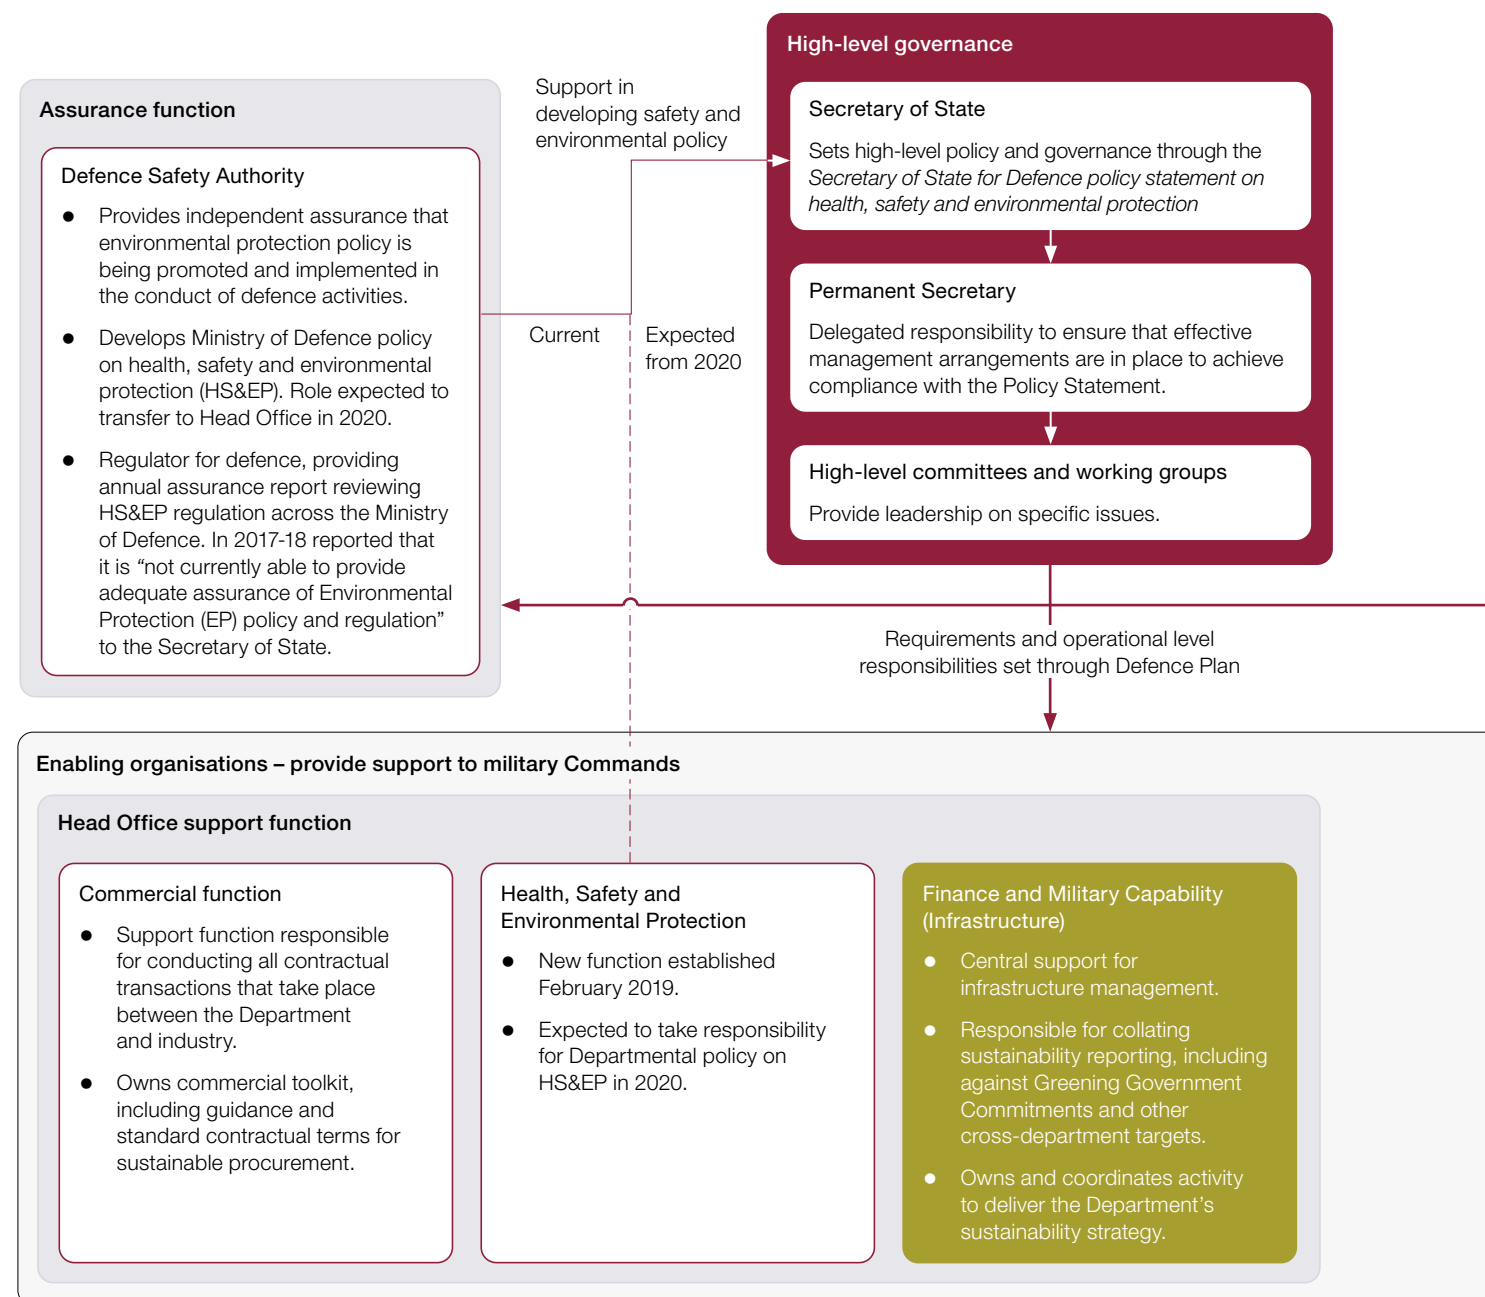 High-level governance
Secretary of State
Sets high-level policy and governance through the
Secretary of State for Defence policy statement on
health, safety and environmental protection
Permanent Secretary
Delegated responsibility to ensure that effective
management arrangements are in place to achieve
compliance with the Policy Statement.
High-level committees and working groups
Provide leadership on specific issues.
Support in
developing safety and
environmental policy
Assurance function
Defence Safety Authority
● Provides independent assurance that
environmental protection policy is
being promoted and implemented in
the conduct of defence activities.
● Develops Ministry of Defence policy
on health, safety and environmental
protection (HS&EP). Role expected to
transfer to Head Office in 2020.
● Regulator for defence, providing
annual assurance report reviewing
HS&EP regulation across the Ministry
of Defence. In 2017-18 reported that
it is “not currently able to provide
adequate assurance of Environmental
Protection (EP) policy and regulation”
to the Secretary of State.
Current
Expected
from 2020
Requirements and operational level
responsibilities set through Defence Plan
Enabling organisations – provide support to military Commands
Head Office support function
Commercial function
● Support function responsible
for conducting all contractual
transactions that take place
between the Department
and industry.
● Owns commercial toolkit,
including guidance and
standard contractual terms for
sustainable procurement.
Health, Safety and
Environmental Protection
● New function established
February 2019.
● Expected to take responsibility
for Departmental policy on
HS&EP in 2020.
Finance and Military Capability
(Infrastructure)
● Central support for
infrastructure management.
● Responsible for collating
sustainability reporting, including
against Greening Government
Commitments and other
cross-department targets.
● Owns and coordinates activity
to deliver the Department’s
sustainability strategy.